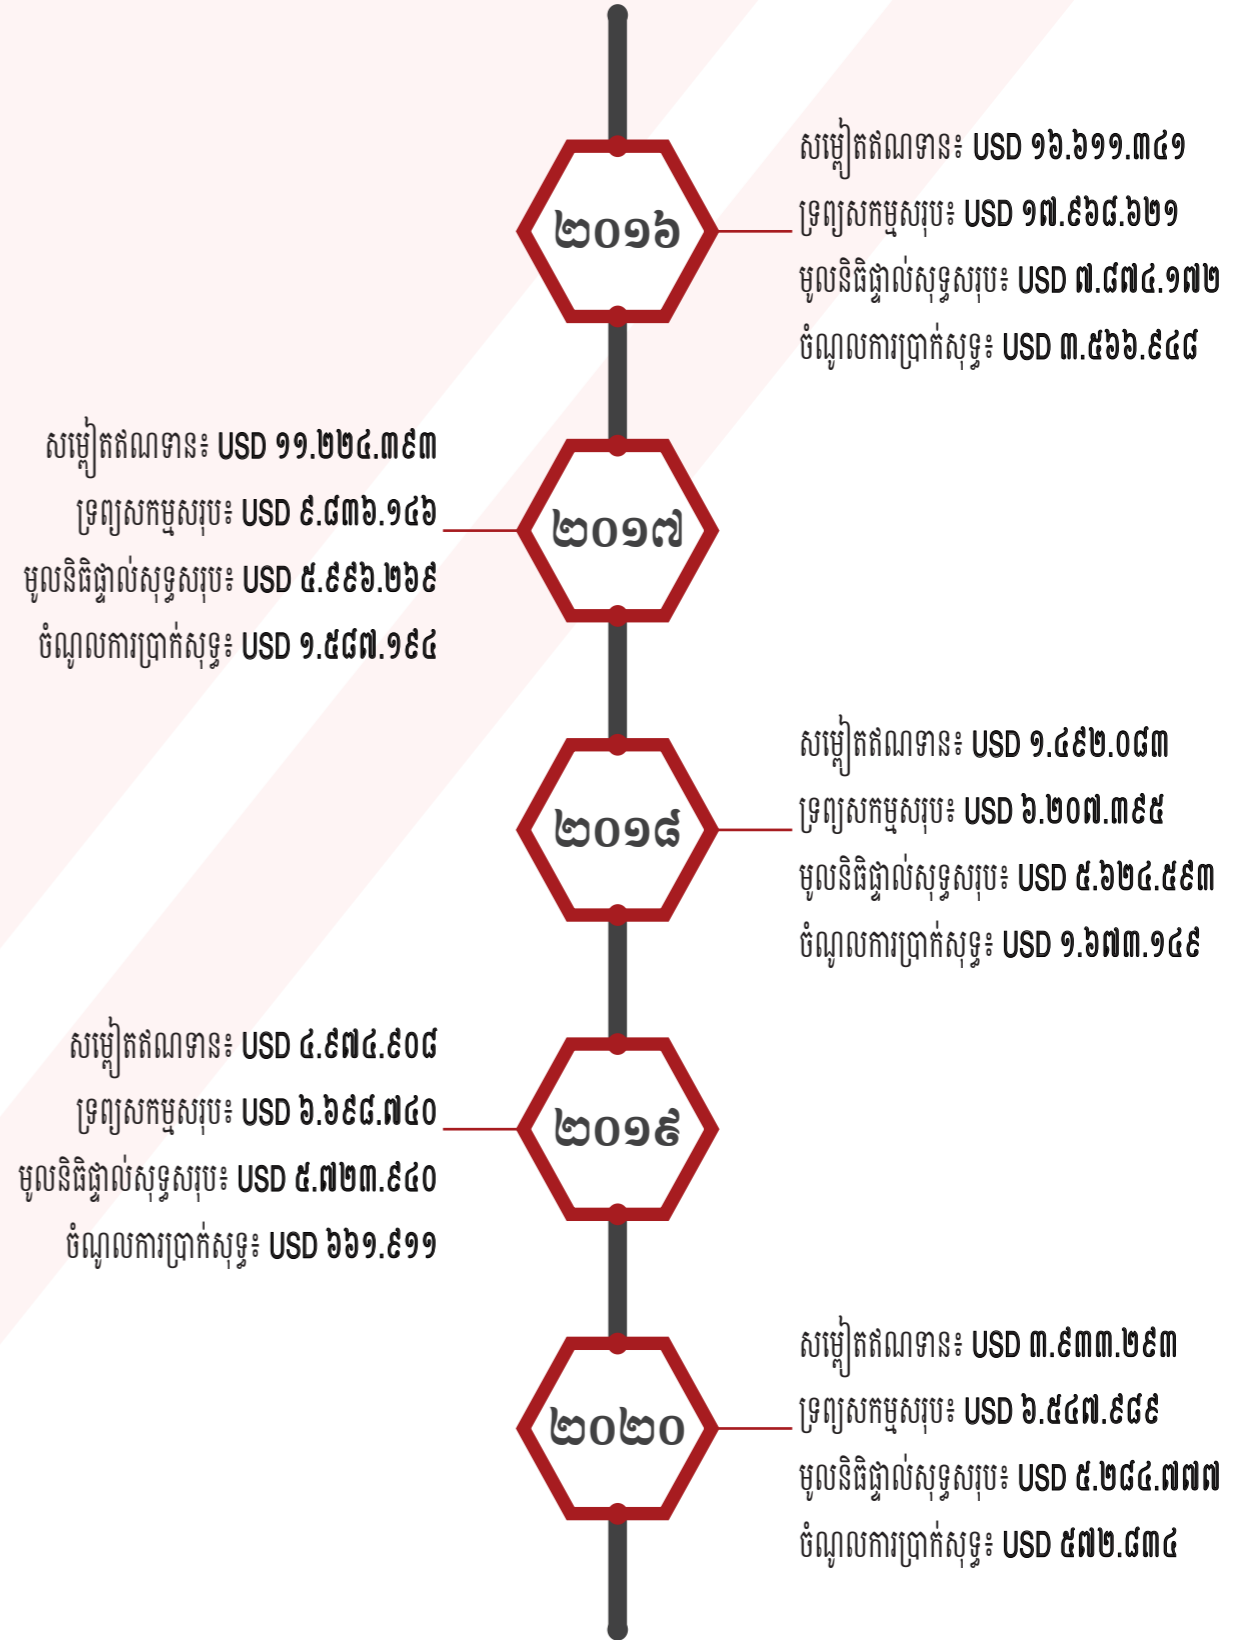 ២០១៦
សម្ពៀតឥណទាន៖ USD ១៦.៦១១.៣៤១
ទ្រព្យសកម្មសរុប៖ USD ១៧.៩៦៨.៦២១
មូលនិធិផ្ទាល់សុទ្ធសរុប៖ USD ៧.៨៧៤.១៧២
ចំណូលការប្រាក់សុទ្ធ៖ USD ៣.៥៦៦.៩៤៨
២០១៧
សម្ពៀតឥណទាន៖ USD ១១.២២៤.៣៩៣
ទ្រព្យសកម្មសរុប៖ USD ៩.៨៣៦.១៤៦
មូលនិធិផ្ទាល់សុទ្ធសរុប៖ USD ៥.៩៩៦.២៦៩
ចំណូលការប្រាក់សុទ្ធ៖ USD ១.៥៨៧.១៩៤
២០១៨
សម្ពៀតឥណទាន៖ USD ១.៤៩២.០៨៣
ទ្រព្យសកម្មសរុប៖ USD ៦.២០៧.៣៩៥
មូលនិធិផ្ទាល់សុទ្ធសរុប៖ USD ៥.៦២៤.៥៩៣
ចំណូលការប្រាក់សុទ្ធ៖ USD ១.៦៧៣.១៤៩
២០១៩
សម្ពៀតឥណទាន៖ USD ៤.៩៧៤.៩០៨
ទ្រព្យសកម្មសរុប៖ USD ៦.៦៩៨.៧៤០
មូលនិធិផ្ទាល់សុទ្ធសរុប៖ USD ៥.៧២៣.៩៤០
ចំណូលការប្រាក់សុទ្ធ៖ USD ៦៦១.៩១១
២០២០
សម្ពៀតឥណទាន៖ USD ៣.៩៣៣.២៩៣
ទ្រព្យសកម្មសរុប៖ USD ៦.៥៤៧.៩៨៩
មូលនិធិផ្ទាល់សុទ្ធសរុប៖ USD ៥.២៨៤.៧៧៧
ចំណូលការប្រាក់សុទ្ធ៖ USD ៥៧២.៨៣៤